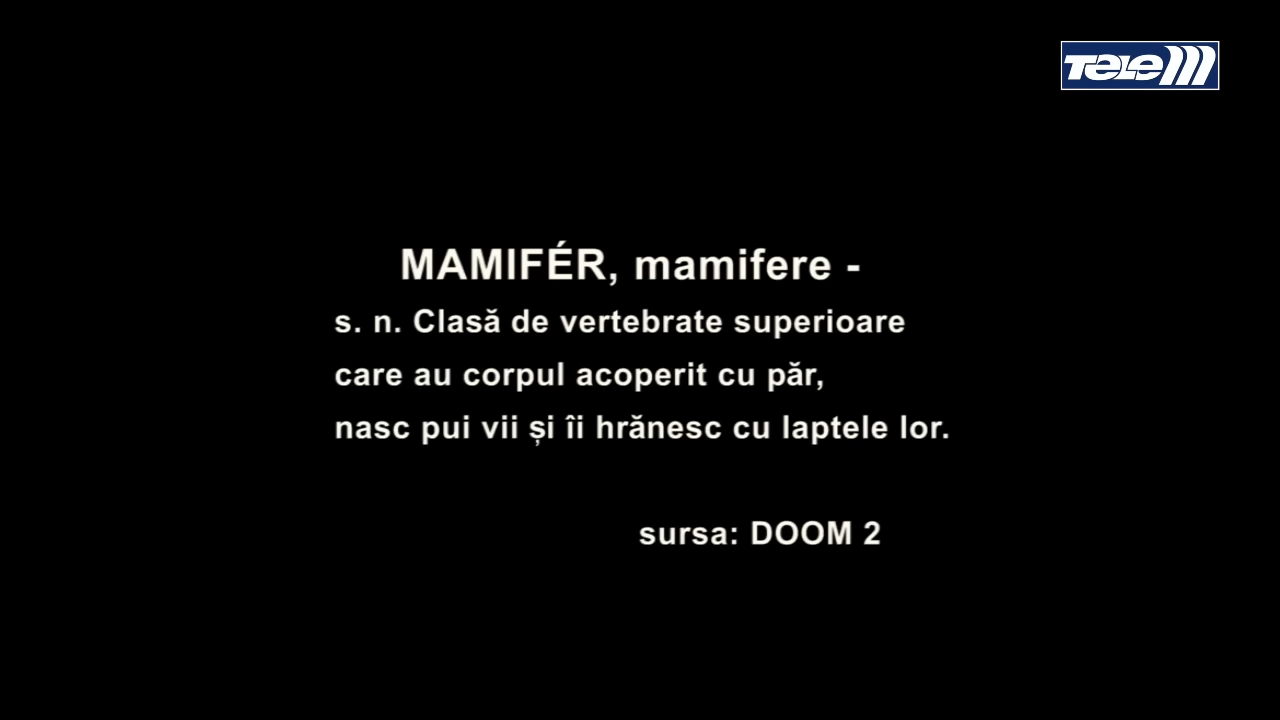 TELE M
MAMIFÉR, mamifere -
s. n. Clasă de vertebrate superioare
care au corpul acoperit cu păr,
nasc pui vii și îi hrănesc cu laptele lor.
sursa: DOOM 2